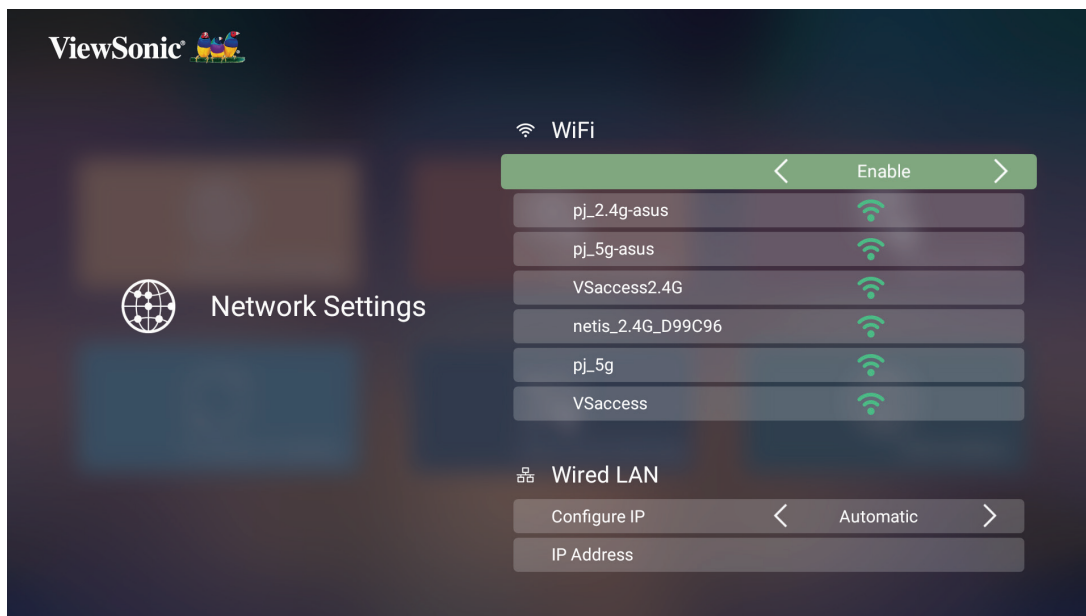 ViewSonic®
WiFi
Enable
pj_2.4g-asus
pj_5g-asus
VSaccess2.4G
Network Settings
netis_2.4G_D99C96
pj_5g
VSaccess
Wired LAN
Configure IP Automatic
IP Address